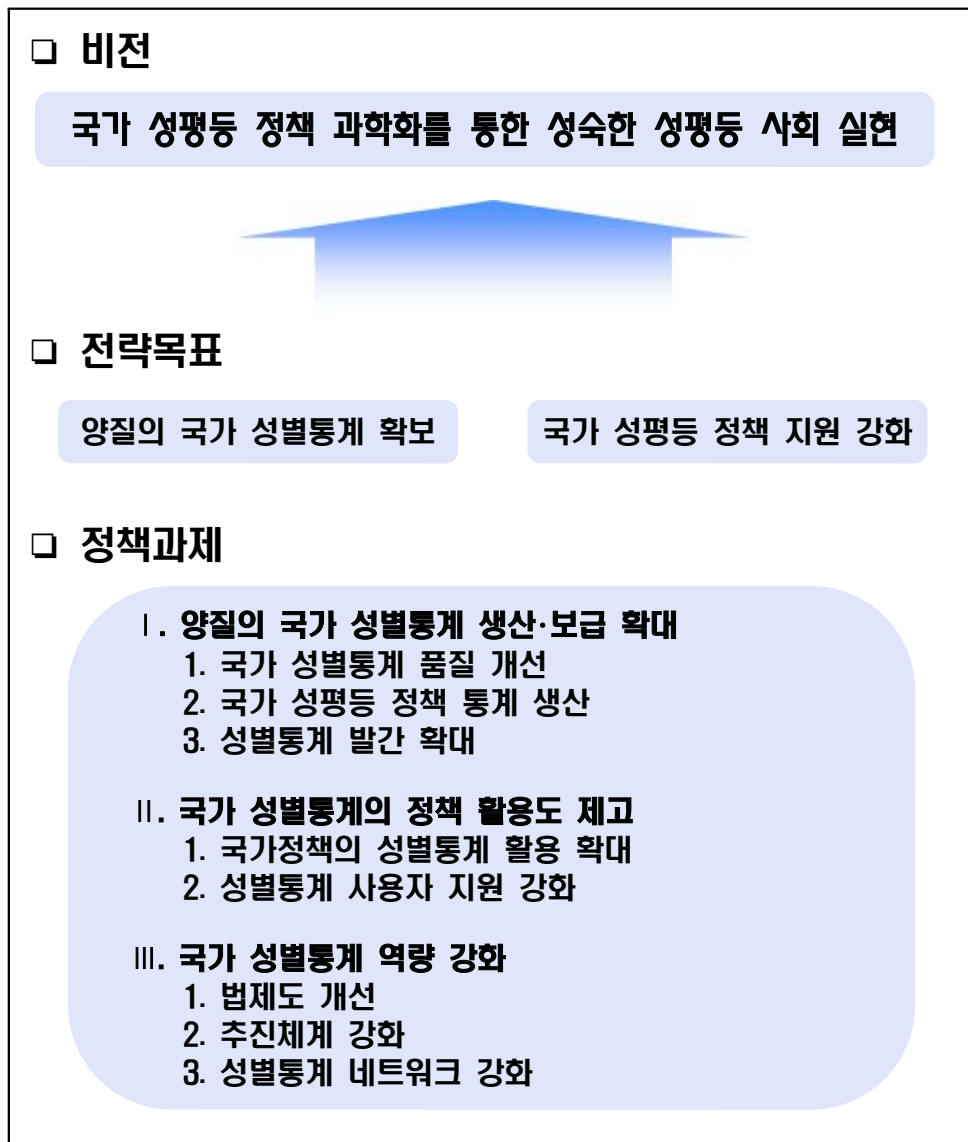 ❏ 비전
국가 성평등 정책 과학화를 통한 성숙한 성평등 사회 실현
❏ 전략목표
양질의 국가 성별통계 확보
국가 성평등 정책 지원 강화
❏ 정책과제
Ⅰ. 양질의 국가 성별통계 생산·보급 확대
1. 국가 성별통계 품질 개선
2. 국가 성평등 정책 통계 생산
3. 성별통계 발간 확대
Ⅱ. 국가 성별통계의 정책 활용도 제고
1. 국가정책의 성별통계 활용 확대
2. 성별통계 사용자 지원 강화
Ⅲ. 국가 성별통계 역량 강화
1. 법제도 개선
2. 추진체계 강화
3. 성별통계 네트워크 강화